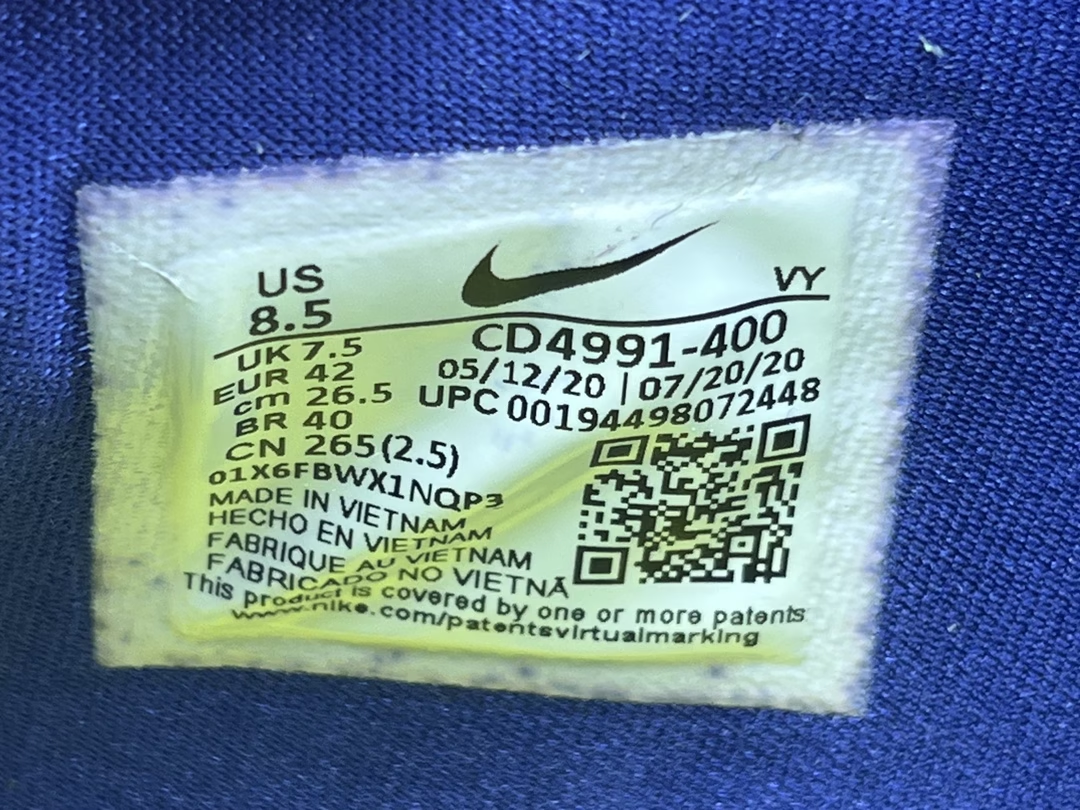 US
8.5
VY
UK 7.5
EUR 42
cm 26.5
BR 40
CN 265(2.5)
CD4991-400
05/12/20 | 07/20/20
UPC 00194498072448
01X6FBWX1NQP3
MADE IN VIETNAM
HECHO EN VIETNAM
FABRIQUE AU VIETNAM
FABRICADO NO VIETNÃ
This product is covered by one or more patents
www.nike.com/patentsvirtualmarking